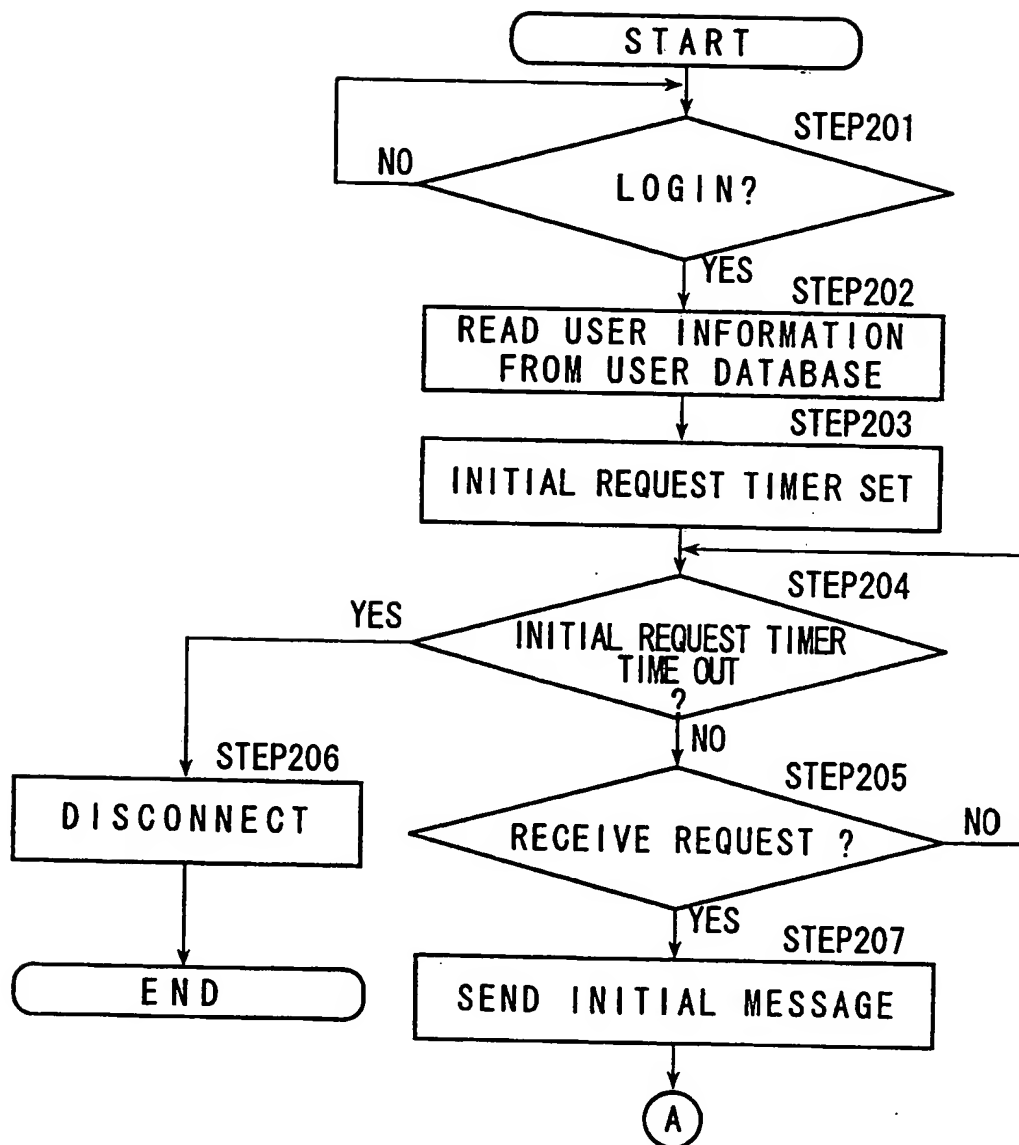 START
STEP201
NO
LOGIN?
YES
STEP202
READ USER INFORMATION
FROM USER DATABASE
STEP203
INITIAL REQUEST TIMER SET
STEP204
YES
INITIAL REQUEST TIMER
TIME OUT
?
NO
STEP206
DISCONNECT
STEP205
RECEIVE REQUEST ?
NO
YES
STEP207
END
SEND INITIAL MESSAGE
A